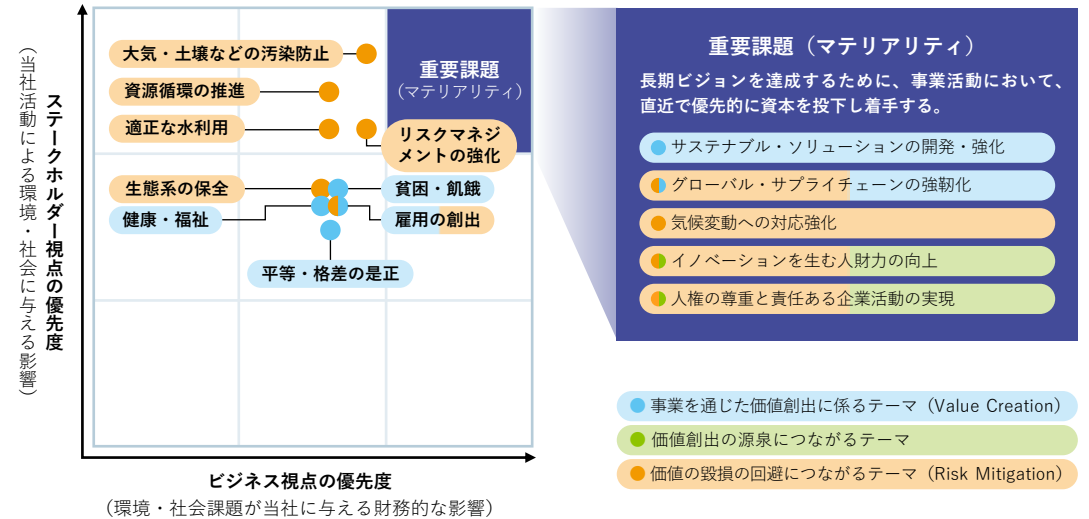 ステークホルダー視点の優先度
（当社活動による環境・社会に与える影響）
大気・土壌などの汚染防止
資源循環の推進
適正な水利用
重要課題
（マテリアリティ）
リスクマネジ
メントの強化
生態系の保全
貧困・飢餓
健康・福祉
雇用の創出
平等・格差の是正
ビジネス視点の優先度
（環境・社会課題が当社に与える財務的な影響）
重要課題（マテリアリティ）
長期ビジョンを達成するために、事業活動において、
直近で優先的に資本を投下し着手する。
サステナブル・ソリューションの開発・強化
グローバル・サプライチェーンの強靭化
気候変動への対応強化
イノベーションを生む人財力の向上
人権の尊重と責任ある企業活動の実現
事業を通じた価値創出に係るテーマ（Value Creation）
価値創出の源泉につながるテーマ
価値の毀損の回避につながるテーマ（Risk Mitigation）